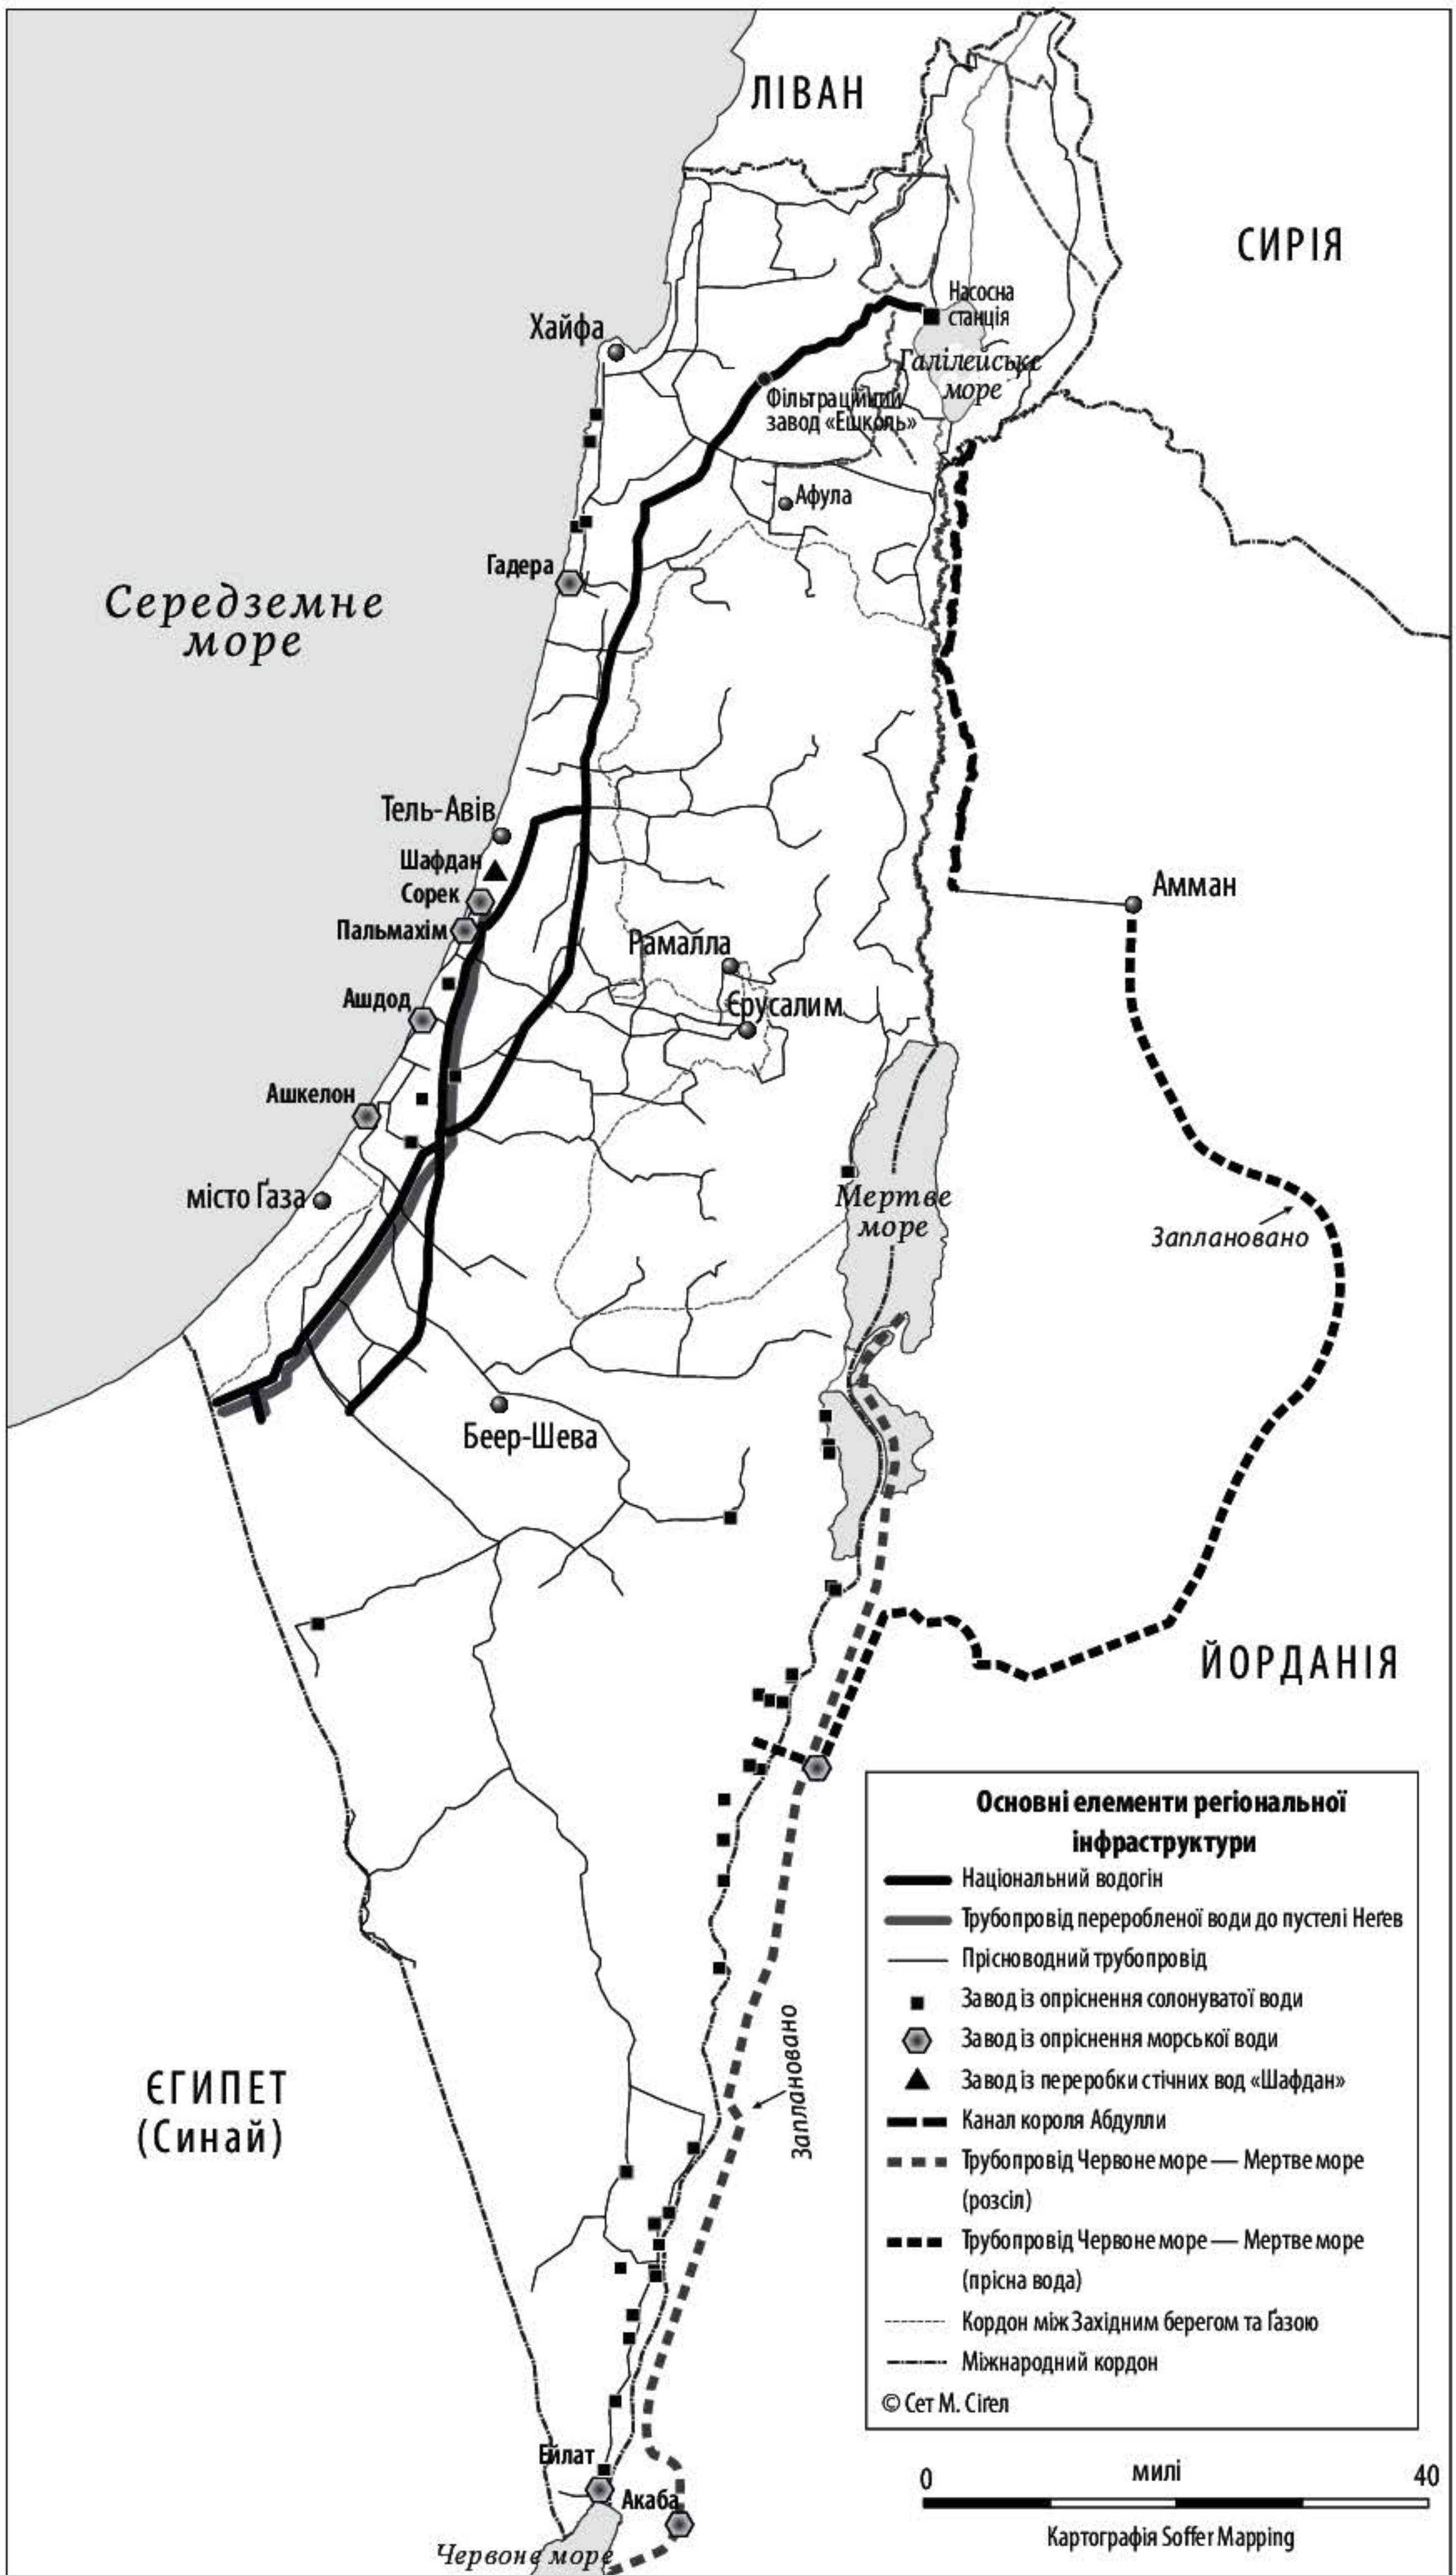 ЛІВАН
СИРІЯ
Насосна
станція
Хайфа
Галілейське
море
Фільтраційний
завод «Ешколь»
Афула
Гадера
Середземне
море
Тель-Авів
Шафдан
Сорек
Пальмахім
Амман
Рамалла
Ашдод
Єрусалим
Ашкелон
місто Ґаза
Мертве
море
Заплановано
Беер-Шева
ЙОРДАНІЯ
Основні елементи регіональної
інфраструктури
Національний водогін
Трубопровід переробленої води до пустелі Неґев
Прісноводний трубопровід
Завод із опріснення солонуватої води
Завод із опріснення морської води
Завод із переробки стічних вод «Шафдан»
Канал короля Абдулли
Трубопровід Червоне море — Мертве море
(розсіл)
Трубопровід Червоне море — Мертве море
(прісна вода)
Кордон між Західним берегом та Ґазою
Міжнародний кордон
© Сет М. Сіґел
Заплановано
ЄГИПЕТ
(Синай)
Ейлат
Акаба
Червоне море
0 милі 40
Картографія Soffer Mapping